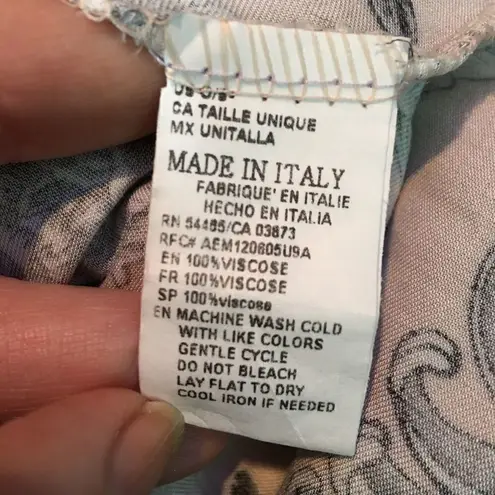 CA TAILLE UNIQUE
MX UNITALLA
MADE IN ITALY
FABRIQUE' EN ITALIE
HECHO EN ITALIA
RN 54485/CA 03873
RFC# AEM120605U9A
EN 100%VISCOSE
FR 100%VISCOSE
SP 100%viscose
EN MACHINE WASH COLD
WITH LIKE COLORS
GENTLE CYCLE
DO NOT BLEACH
LAY FLAT TO DRY
COOL IRON IF NEEDED